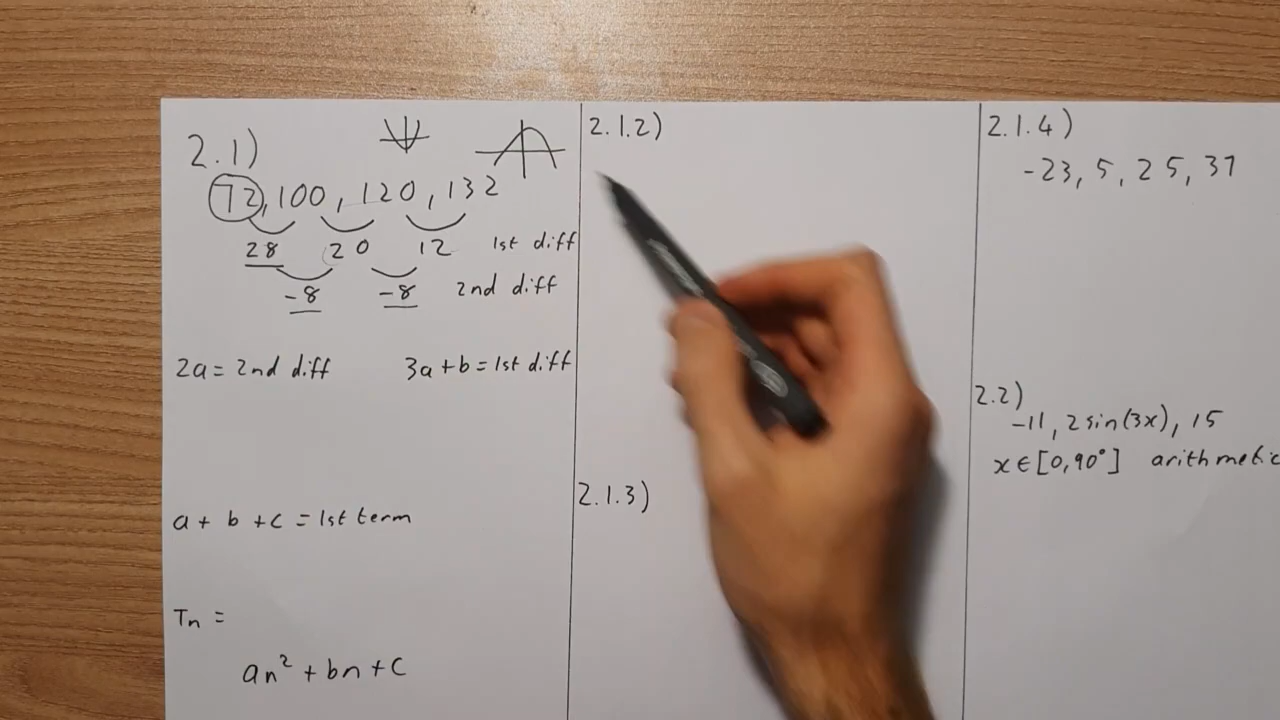 2.1)
72, 100, 120, 132
28 20 12 1st diff
-8 -8 2nd diff
2a = 2nd diff 3a + b = 1st diff
a + b + c = 1st term
Tn =
an² + bn + c
2.1.2)
2.1.3)
2.1.4)
-23, 5, 25, 37
2.2)
-11, 2sin(3x), 15
x ∈ [0, 90°] arithmetic